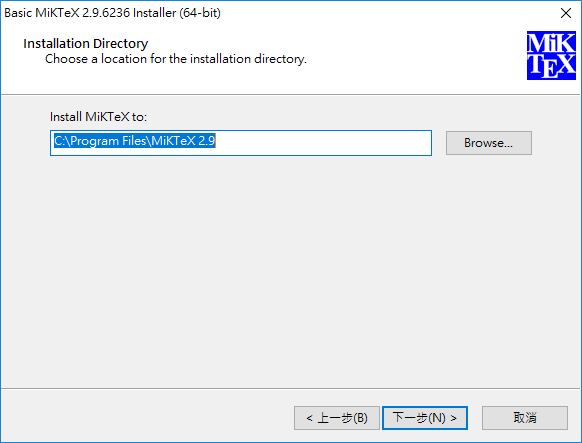 Basic MiKTeX 2.9.6236 Installer (64-bit)
Installation Directory
Choose a location for the installation directory.
MiK
TEX
Install MiKTeX to:
C:\Program Files\MiKTeX 2.9
Browse...
< 上一步(B)
下一步(N) >
取消